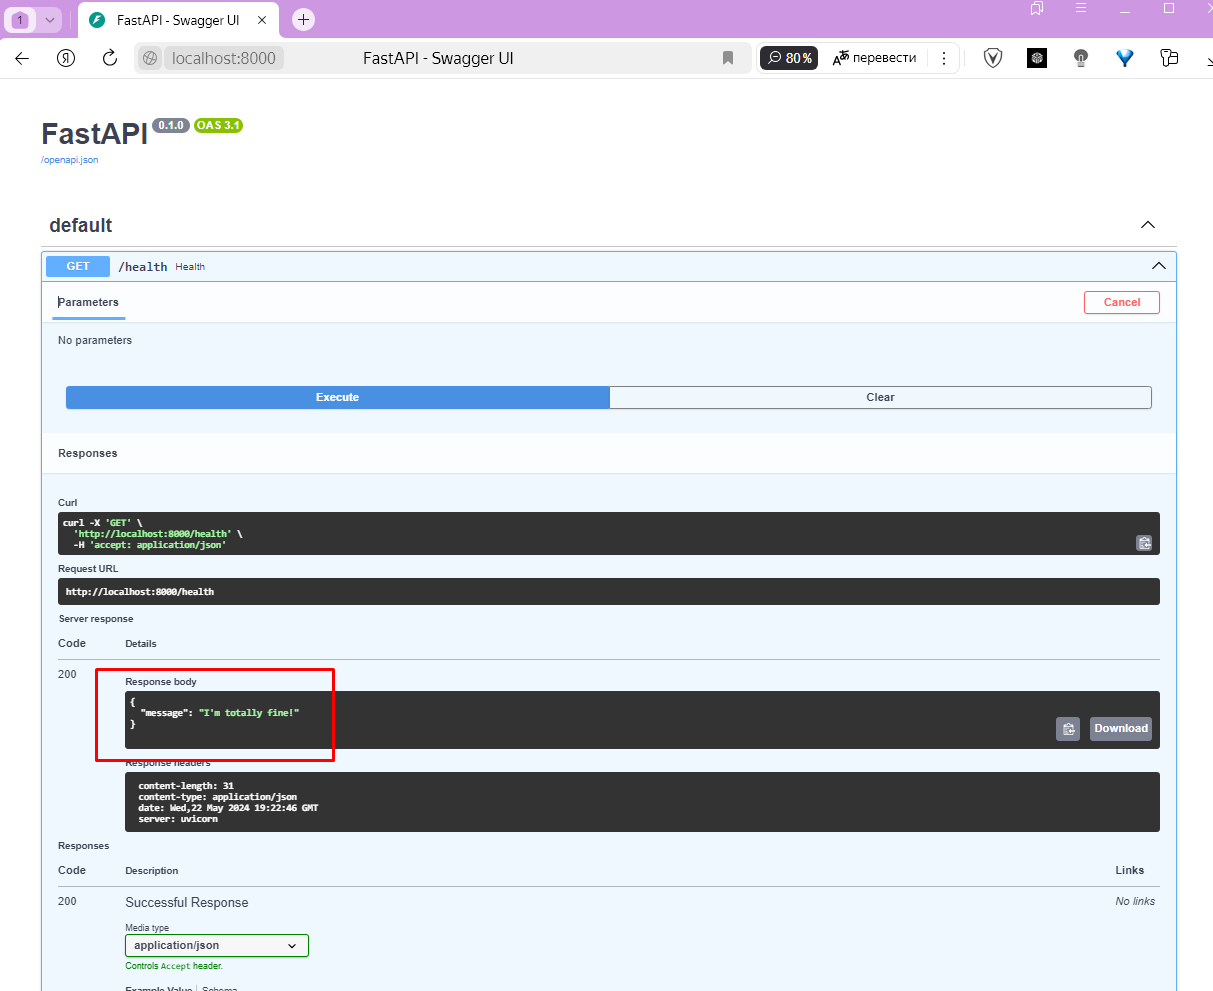 1
FastAPI - Swagger UI
localhost:8000
FastAPI - Swagger UI
80%
перевести
FastAPI 0.1.0 OAS 3.1
/openapi.json
default
GET /health Health
Parameters
Cancel
No parameters
Execute
Clear
Responses
Curl
curl -X 'GET' \
'http://localhost:8000/health' \
-H 'accept: application/json'
Request URL
http://localhost:8000/health
Server response
Code Details
200
Response body
{
"message": "I'm totally fine!"
}
Download
Response headers
content-length: 31
content-type: application/json
date: Wed,22 May 2024 19:22:46 GMT
server: uvicorn
Responses
Code Description Links
200 Successful Response No links
Media type
application/json
Controls Accept header.
Example Value Schema